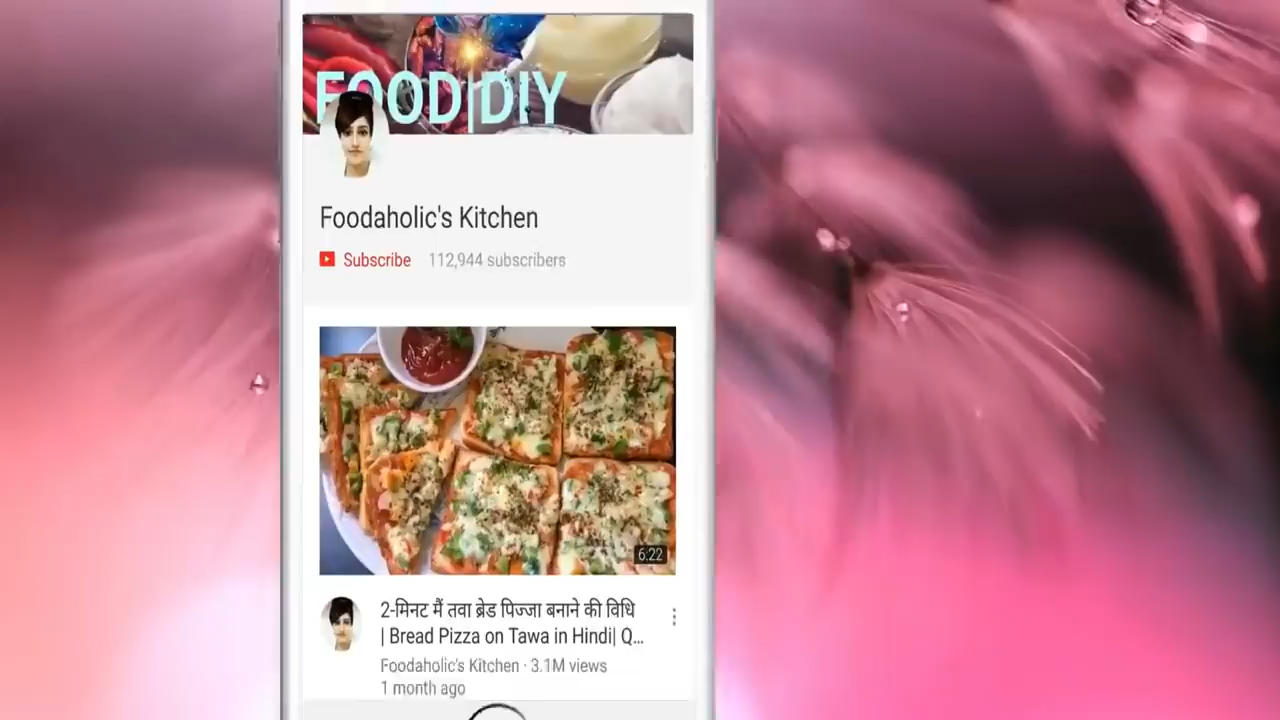 FOOD|DIY
Foodaholic's Kitchen
Subscribe 112,944 subscribers
6:22
2-मिनट मैं तवा ब्रेड पिज्जा बनाने की विधि
| Bread Pizza on Tawa in Hindi| Q...
Foodaholic's Kitchen · 3.1M views
1 month ago